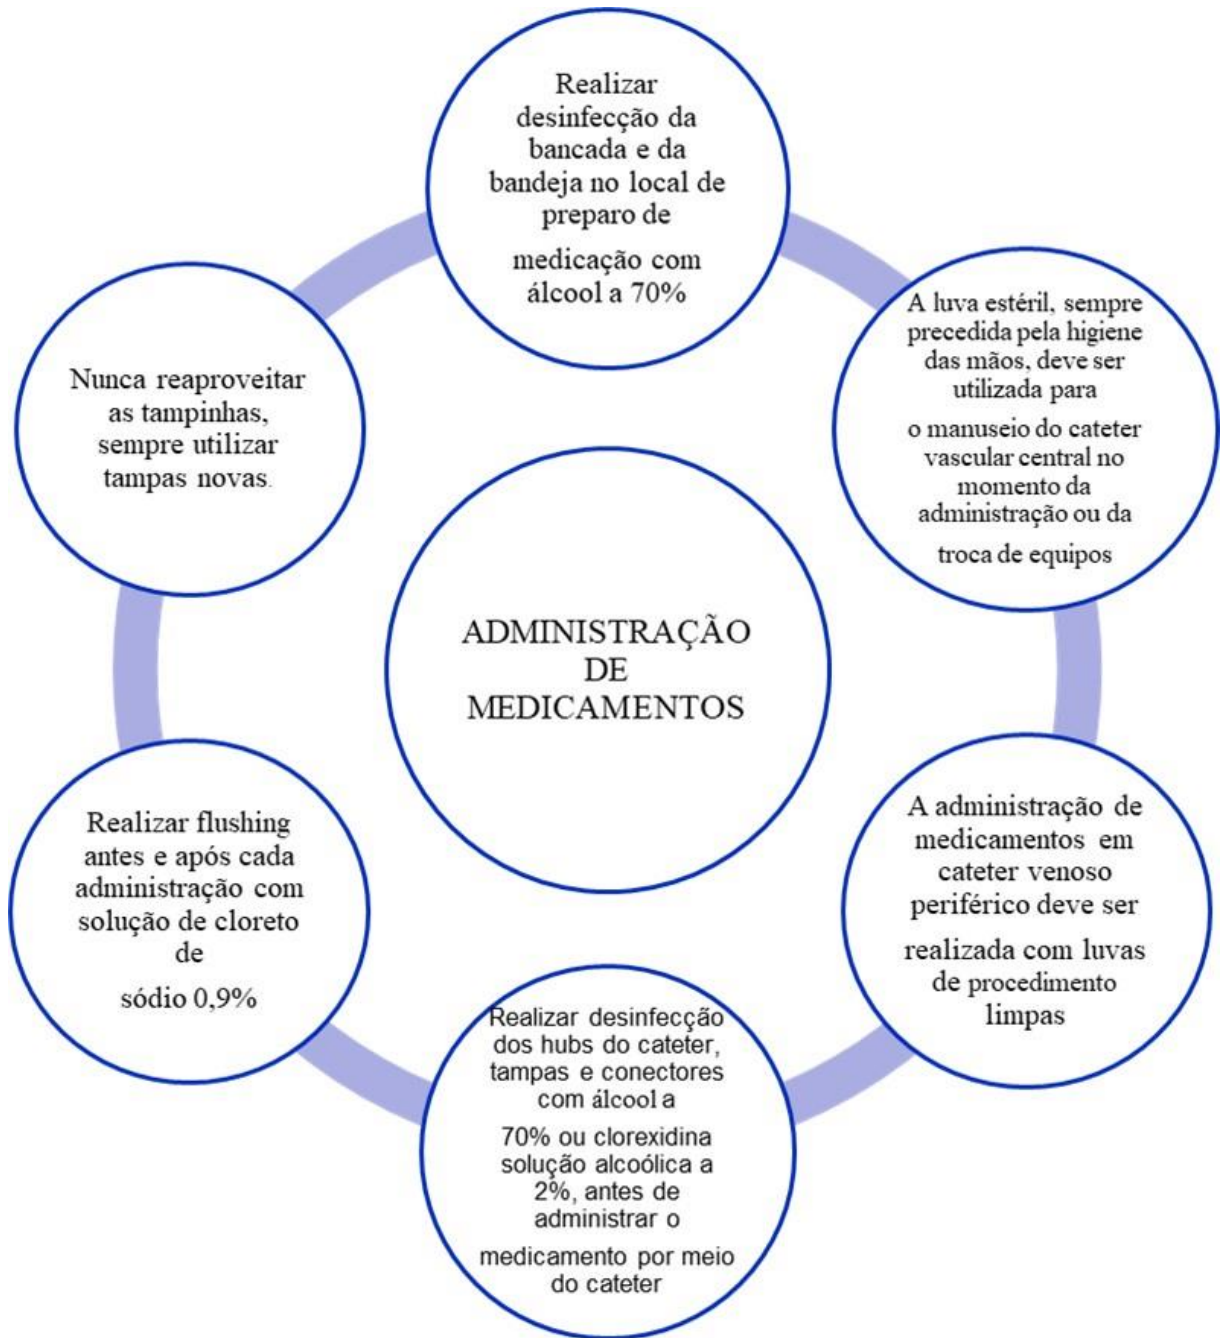 Realizar
desinfecção da
bancada e da
bandeja no local de
preparo de
medicação com
álcool a 70%
A luva estéril, sempre
precedida pela higiene
das mãos, deve ser
utilizada para
o manuseio do cateter
vascular central no
momento da
administração ou da
troca de equipos
A administração de
medicamentos em
cateter venoso
periférico deve ser
realizada com luvas
de procedimento
limpas
Realizar desinfecção
dos hubs do cateter,
tampas e conectores
com álcool a
70% ou clorexidina
solução alcoólica a
2%, antes de
administrar o
medicamento por meio
do cateter
Realizar flushing
antes e após cada
administração com
solução de cloreto
de
sódio 0,9%
Nunca reaproveitar
as tampinhas,
sempre utilizar
tampas novas.
ADMINISTRAÇÃO
DE
MEDICAMENTOS